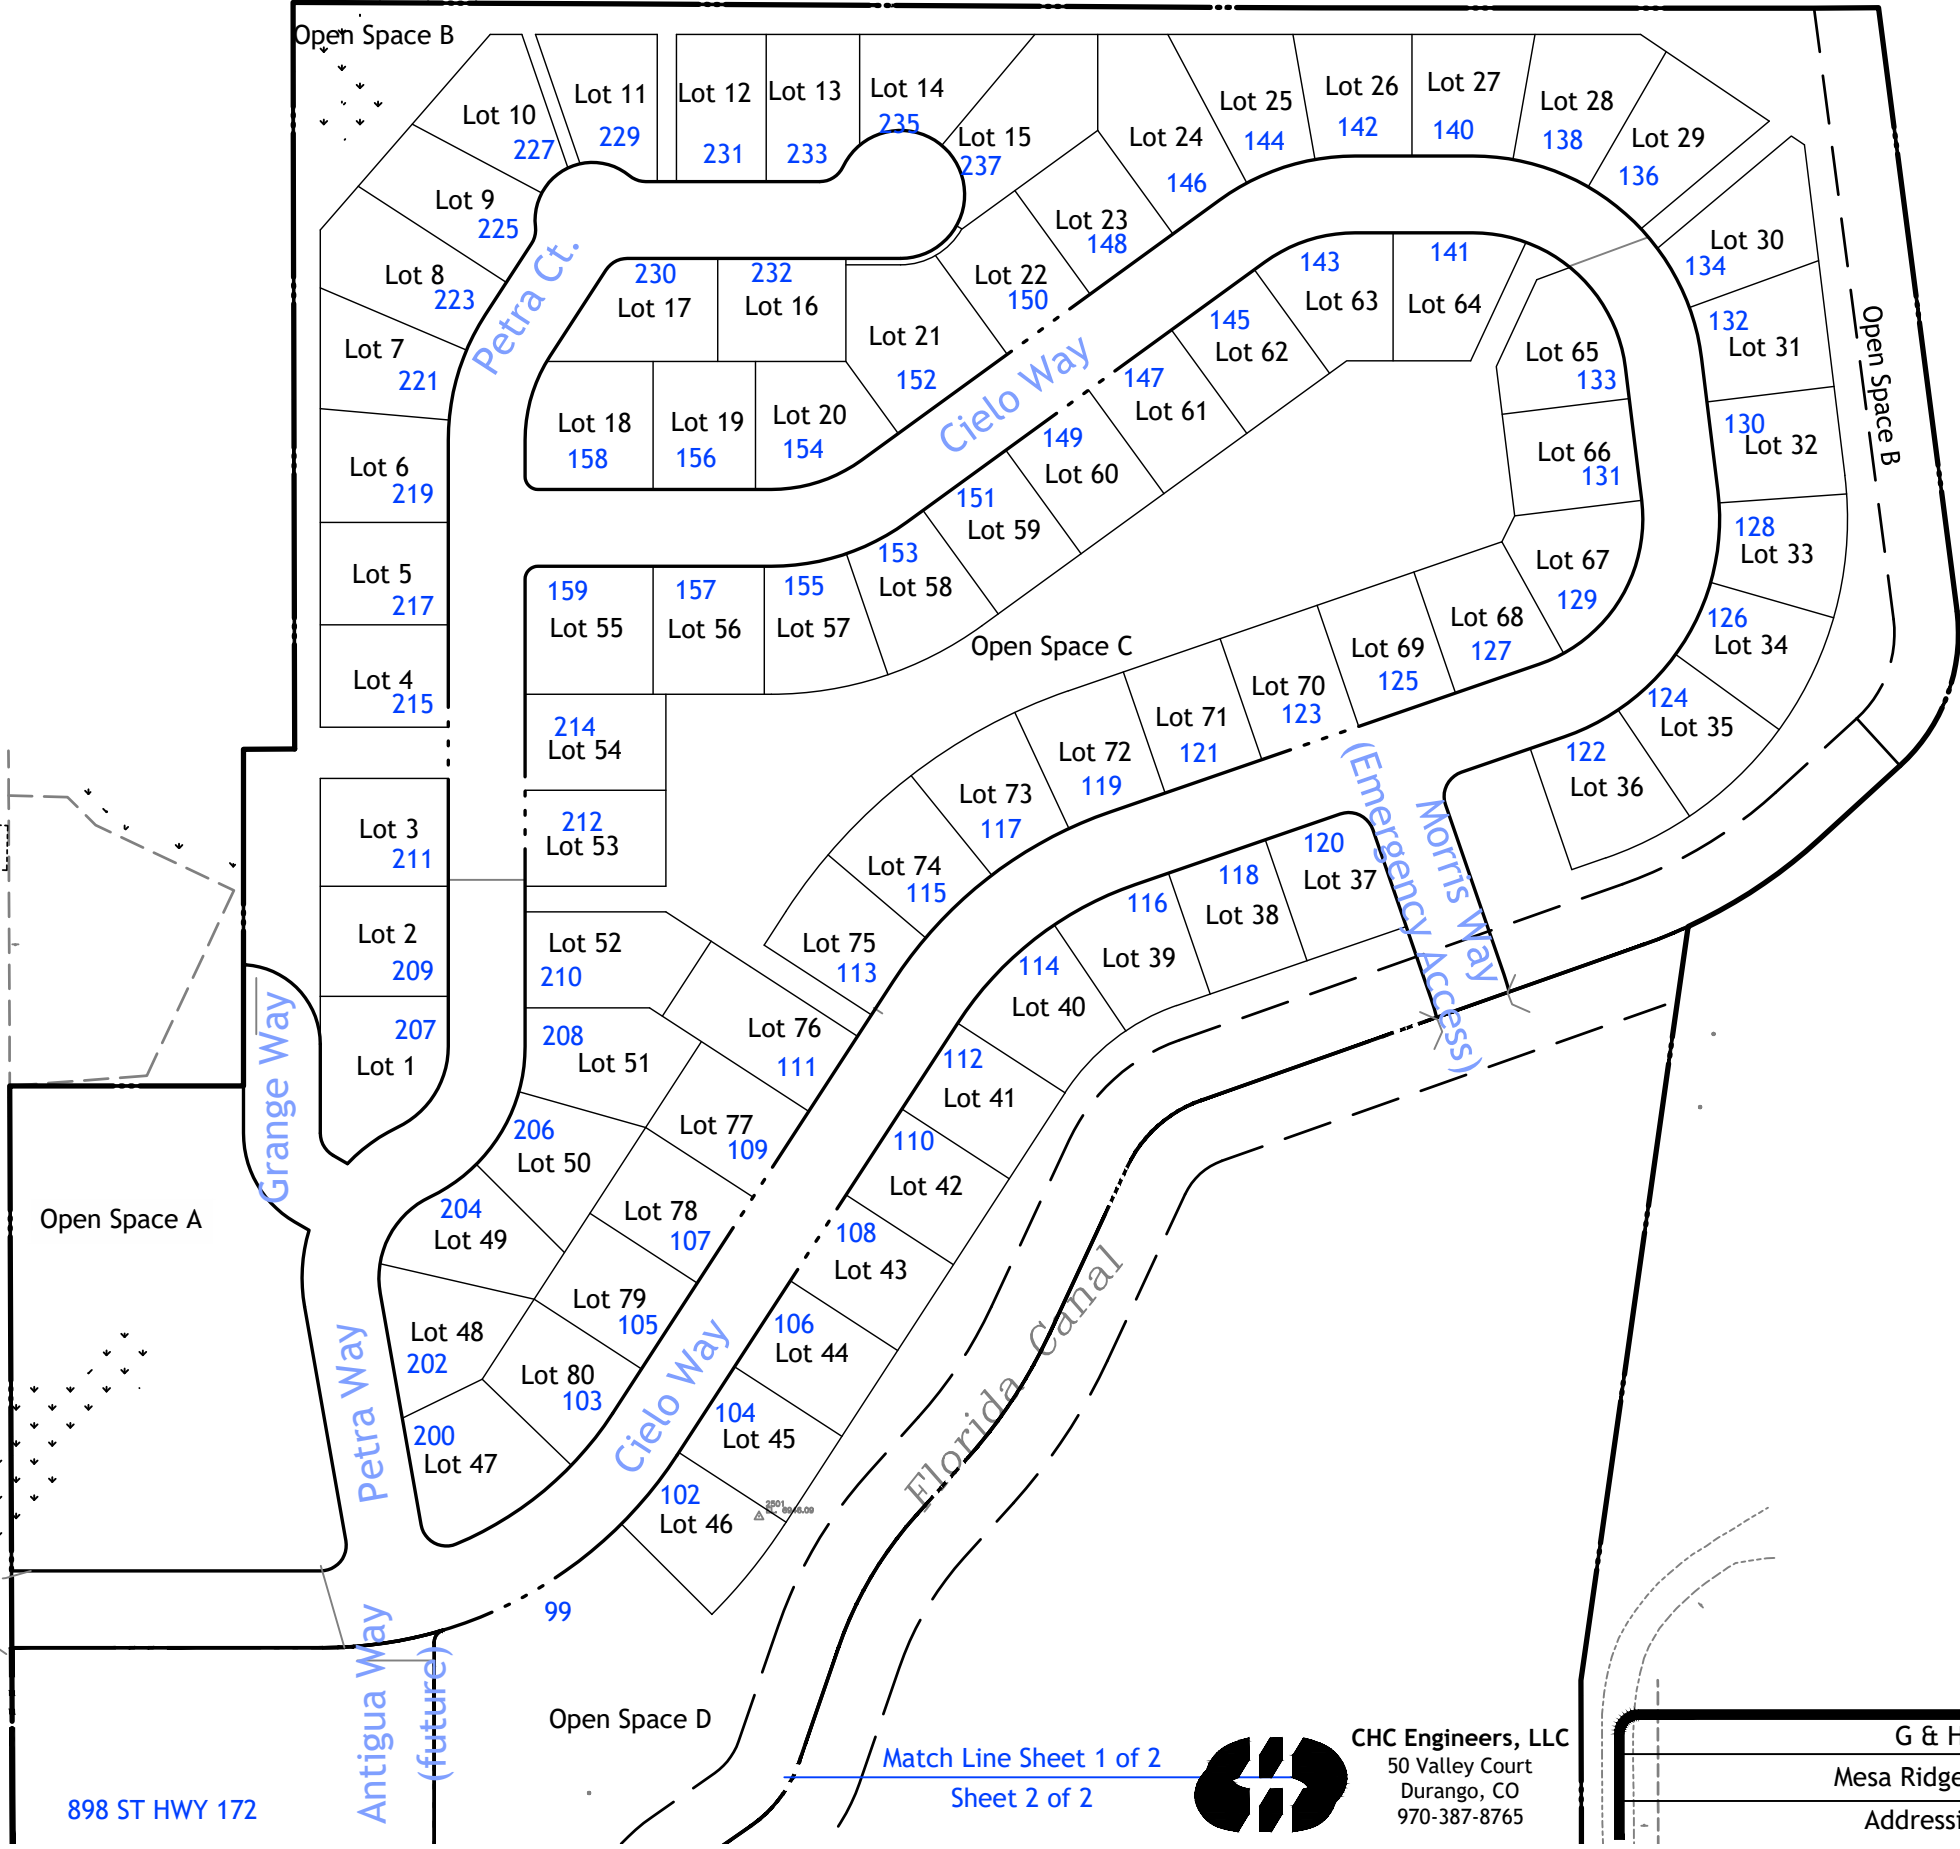 Open Space B
Lot 10
227
Lot 11
229
Lot 12
231
Lot 13
233
Lot 14
235
Lot 15
237
Lot 24
146
Lot 25
144
Lot 26
142
Lot 27
140
Lot 28
138
Lot 29
136
Lot 9
225
Lot 8
223
Lot 7
221
Lot 6
219
Lot 5
217
Lot 4
215
Petra Ct.
230
Lot 17
232
Lot 16
Lot 23
148
Lot 22
150
Lot 21
152
Lot 18
158
Lot 19
156
Lot 20
154
Cielo Way
143
Lot 63
141
Lot 64
145
Lot 62
147
Lot 61
149
Lot 60
151
Lot 59
153
Lot 58
155
Lot 57
157
Lot 56
159
Lot 55
Lot 30
134
132
Lot 31
130
Lot 32
128
Lot 33
126
Lot 34
124
Lot 35
122
Lot 36
Open Space B
Lot 65
133
Lot 66
131
Lot 67
129
Lot 68
127
Lot 69
125
Lot 70
123
Lot 71
121
Lot 72
119
Lot 73
117
Lot 74
115
Lot 75
113
Open Space C
214
Lot 54
212
Lot 53
Lot 3
211
Lot 2
209
207
Lot 1
Lot 52
210
208
Lot 51
206
Lot 50
204
Lot 49
Lot 48
202
200
Lot 47
Lot 76
111
Lot 77
109
Lot 78
107
Lot 79
105
Lot 80
103
120
Lot 37
118
Lot 38
116
Lot 39
114
Lot 40
112
Lot 41
110
Lot 42
108
Lot 43
106
Lot 44
104
Lot 45
102
Lot 46
2501
Morris Way
(Emergency Access)
Grange Way
Open Space A
Petra Way
Cielo Way
Florida Canal
99
Antigua Way
(future)
Open Space D
898 ST HWY 172
Match Line Sheet 1 of 2
Sheet 2 of 2
CHC Engineers, LLC
50 Valley Court
Durango, CO
970-387-8765
G & H
Mesa Ridge
Addressi